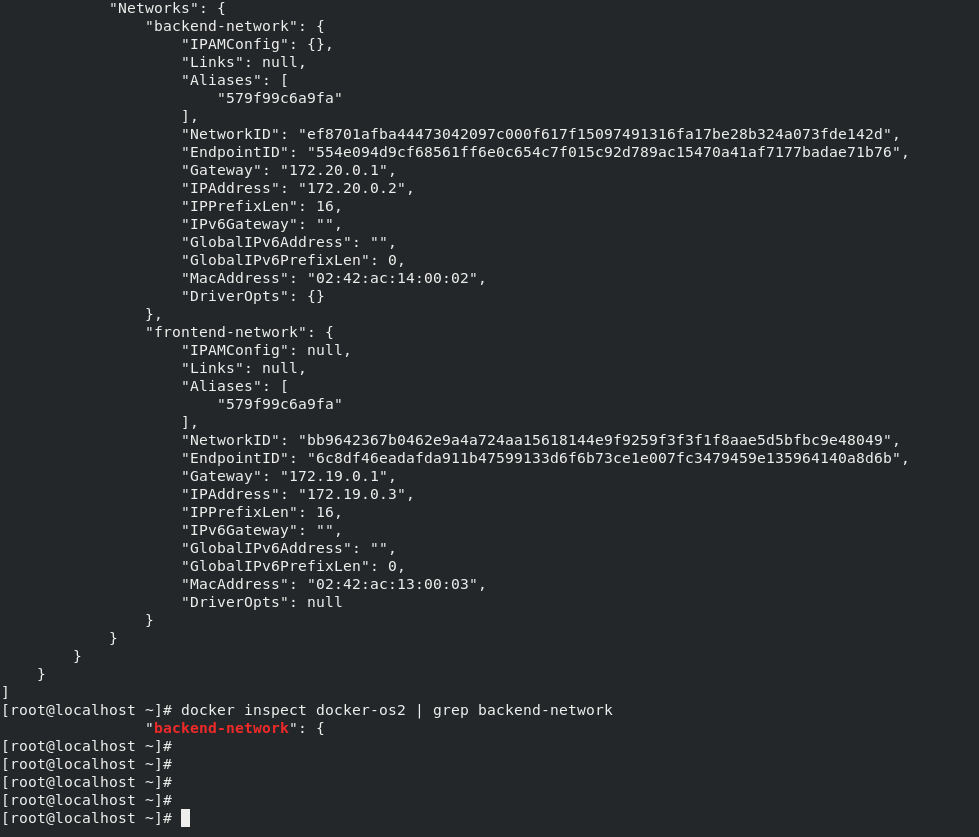 "Networks": {
"backend-network": {
"IPAMConfig": {},
"Links": null,
"Aliases": [
"579f99c6a9fa"
],
"NetworkID": "ef8701afba44473042097c000f617f15097491316fa17be28b324a073fde142d",
"EndpointID": "554e094d9cf68561ff6e0c654c7f015c92d789ac15470a41af7177badae71b76",
"Gateway": "172.20.0.1",
"IPAddress": "172.20.0.2",
"IPPrefixLen": 16,
"IPv6Gateway": "",
"GlobalIPv6Address": "",
"GlobalIPv6PrefixLen": 0,
"MacAddress": "02:42:ac:14:00:02",
"DriverOpts": {}
},
"frontend-network": {
"IPAMConfig": null,
"Links": null,
"Aliases": [
"579f99c6a9fa"
],
"NetworkID": "bb9642367b0462e9a4a724aa15618144e9f9259f3f3f1f8aae5d5bfbc9e48049",
"EndpointID": "6c8df46eadafda911b47599133d6f6b73ce1e007fc3479459e135964140a8d6b",
"Gateway": "172.19.0.1",
"IPAddress": "172.19.0.3",
"IPPrefixLen": 16,
"IPv6Gateway": "",
"GlobalIPv6Address": "",
"GlobalIPv6PrefixLen": 0,
"MacAddress": "02:42:ac:13:00:03",
"DriverOpts": null
}
}
}
}
]
[root@localhost ~]# docker inspect docker-os2 | grep backend-network
"backend-network": {
[root@localhost ~]#
[root@localhost ~]#
[root@localhost ~]#
[root@localhost ~]#
[root@localhost ~]#